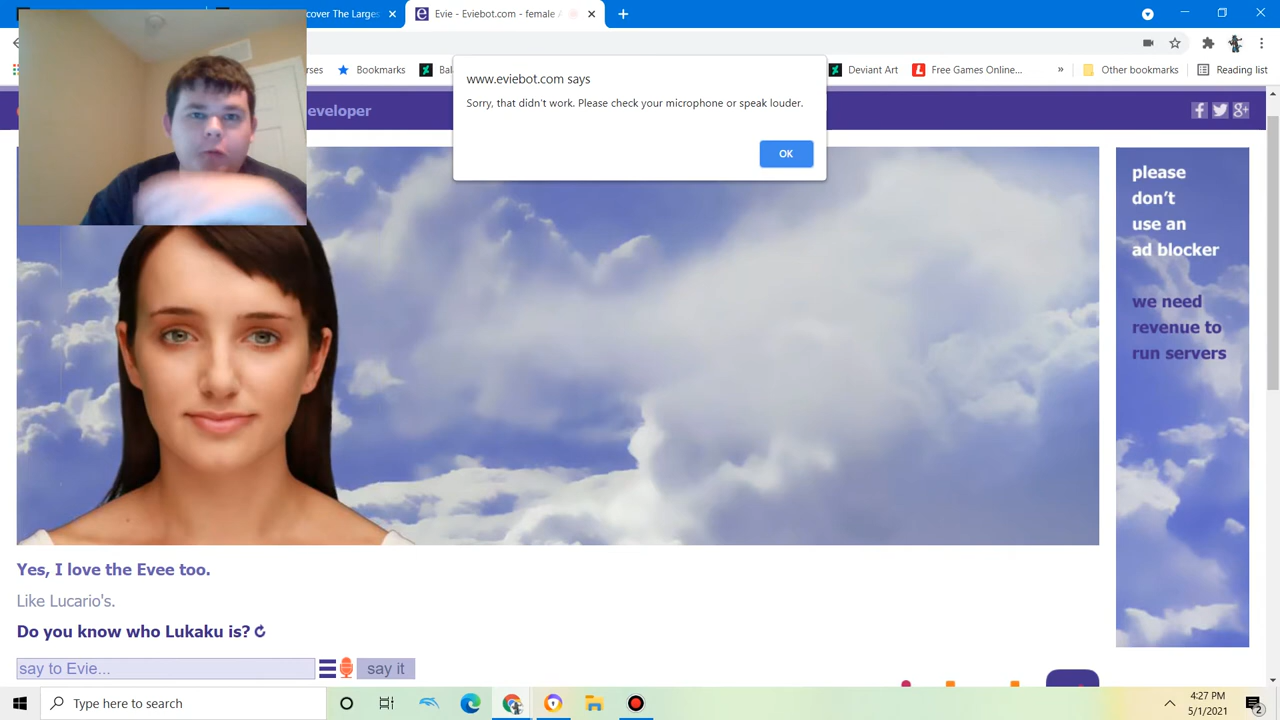 cover The Larges
Evie - Eviebot.com - female
rses
Bookmarks
Deviant Art
Free Games Online...
»
Other bookmarks
Reading list
eveloper
www.eviebot.com says
Sorry, that didn't work. Please check your microphone or speak louder.
OK
please
don't
use an
ad blocker
we need
revenue to
run servers
Yes, I love the Evee too.
Like Lucario's.
Do you know who Lukaku is?
say to Evie...
say it
Type here to search
4:27 PM
5/1/2021
2